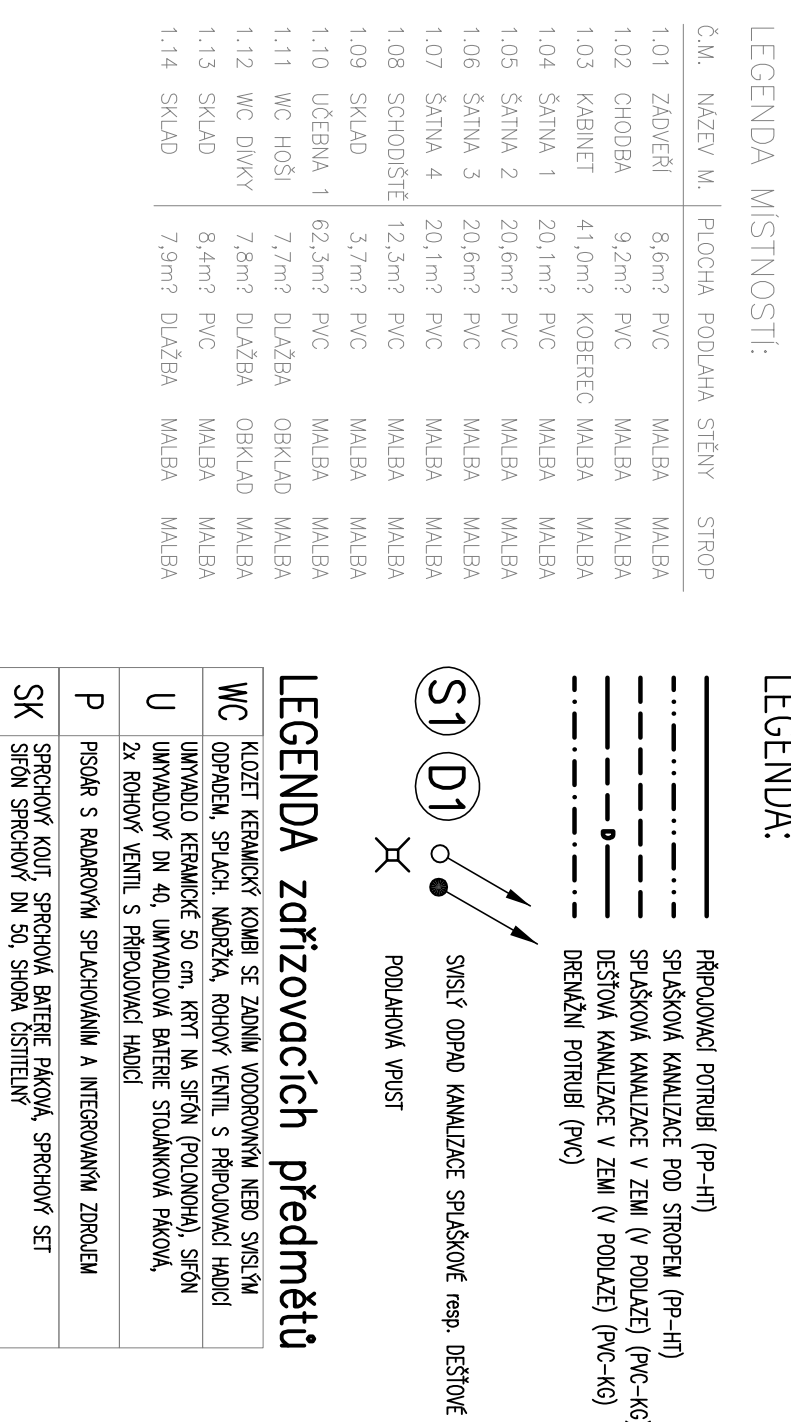 LEGENDA MÍSTNOSTÍ:
Č.M. NÁZEV M. PLOCHA PODLAHA STĚNY STROP
1.01 ZÁDVEŘÍ 8,6m? PVC MALBA MALBA
1.02 CHODBA 9,2m? PVC MALBA MALBA
1.03 KABINET 41,0m? KOBEREC MALBA MALBA
1.04 ŠATNA 1 20,1m? PVC MALBA MALBA
1.05 ŠATNA 2 20,6m? PVC MALBA MALBA
1.06 ŠATNA 3 20,6m? PVC MALBA MALBA
1.07 ŠATNA 4 20,1m? PVC MALBA MALBA
1.08 SCHODIŠTĚ 12,3m? PVC MALBA MALBA
1.09 SKLAD 3,7m? PVC MALBA MALBA
1.10 UČEBNA 1 62,3m? PVC MALBA MALBA
1.11 WC HOŠI 7,7m? DLAŽBA OBKLAD MALBA
1.12 WC DÍVKY 7,8m? DLAŽBA OBKLAD MALBA
1.13 SKLAD 8,4m? PVC MALBA MALBA
1.14 SKLAD 7,9m? DLAŽBA MALBA MALBA
LEGENDA:
PŘIPOJOVACÍ POTRUBÍ (PP-HT)
SPLAŠKOVÁ KANALIZACE POD STROPEM (PP-HT)
SPLAŠKOVÁ KANALIZACE V ZEMI (V PODLAZE) (PVC-KG)
D DEŠŤOVÁ KANALIZACE V ZEMI (V PODLAZE) (PVC-KG)
DRENÁŽNÍ POTRUBÍ (PVC)
S1 D1 SVISLÝ ODPAD KANALIZACE SPLAŠKOVÉ resp. DEŠŤOVÉ
PODLAHOVÁ VPUST
LEGENDA zařizovacích předmětů
WC KLOZET KERAMICKÝ KOMBI SE ZADNÍM VODOROVNÝM NEBO SVISLÝM
ODPADEM, SPLACH. NÁDRŽKA, ROHOVÝ VENTIL S PŘIPOJOVACÍ HADICÍ
U UMYVADLO KERAMICKÉ 50 cm, KRYT NA SIFÓN (POLONOHA), SIFÓN
UMYVADLOVÝ DN 40, UMYVADLOVÁ BATERIE STOJÁNKOVÁ PÁKOVÁ,
2x ROHOVÝ VENTIL S PŘIPOJOVACÍ HADICÍ
P PISOÁR S RADAROVÝM SPLACHOVÁNÍM A INTEGROVANÝM ZDROJEM
SK SPRCHOVÝ KOUT, SPRCHOVÁ BATERIE PÁKOVÁ, SPRCHOVÝ SET
SIFÓN SPRCHOVÝ DN 50, SHORA ČISTITELNÝ